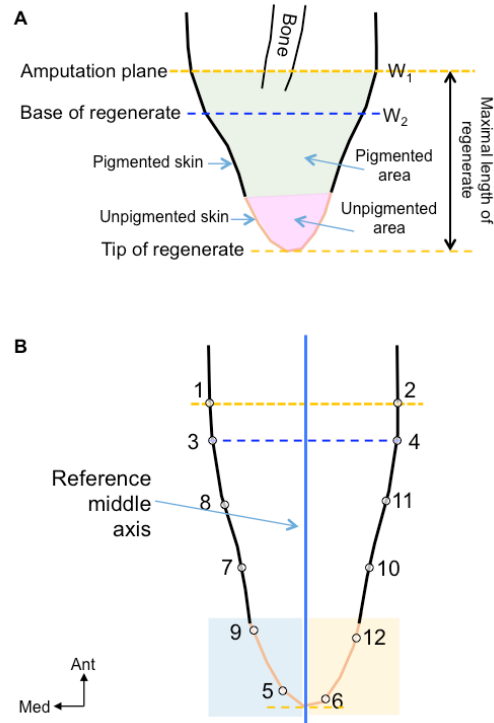 A
Bone
Amputation plane
W1
Base of regenerate
W2
Pigmented skin
Pigmented
area
Unpigmented skin
Unpigmented
area
Tip of regenerate
Maximal length of
regenerate
B
1
2
3
4
Reference
middle
axis
8
11
7
10
9
12
5
6
Ant
Med